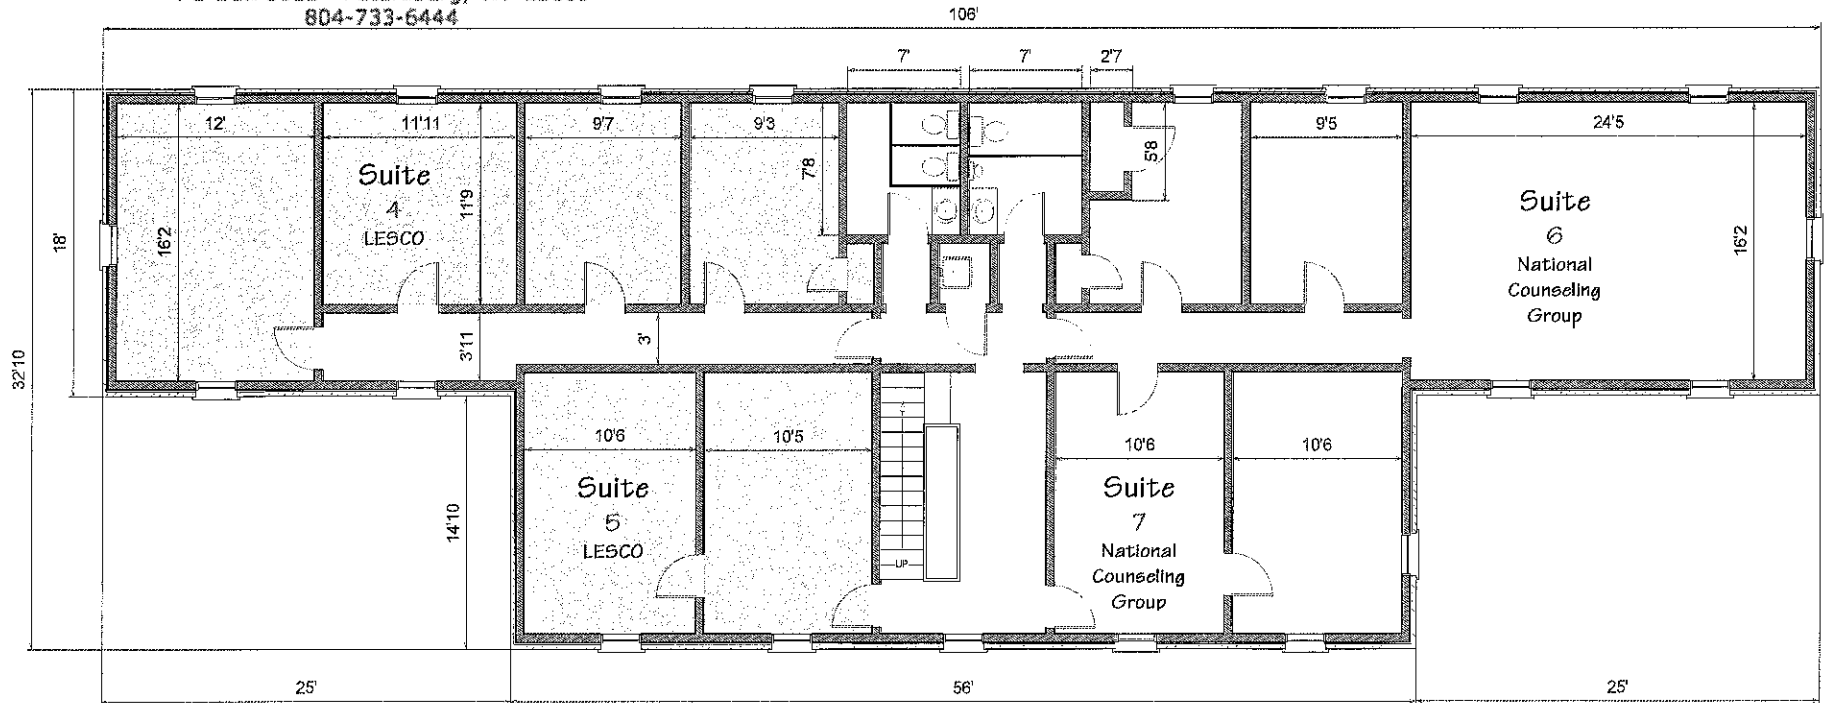 804-733-6444
106'
7'
7'
2'7
12'
11'11
9'7
9'3
9'5
24'5
7'8
5'8
Suite
4
LESCO
11'9
16'2
18'
32'10
Suite
6
National
Counseling
Group
16'2
3'11
3'
10'6
10'5
10'6
10'6
Suite
5
LESCO
Suite
7
National
Counseling
Group
UP
14'10
25'
56'
25'